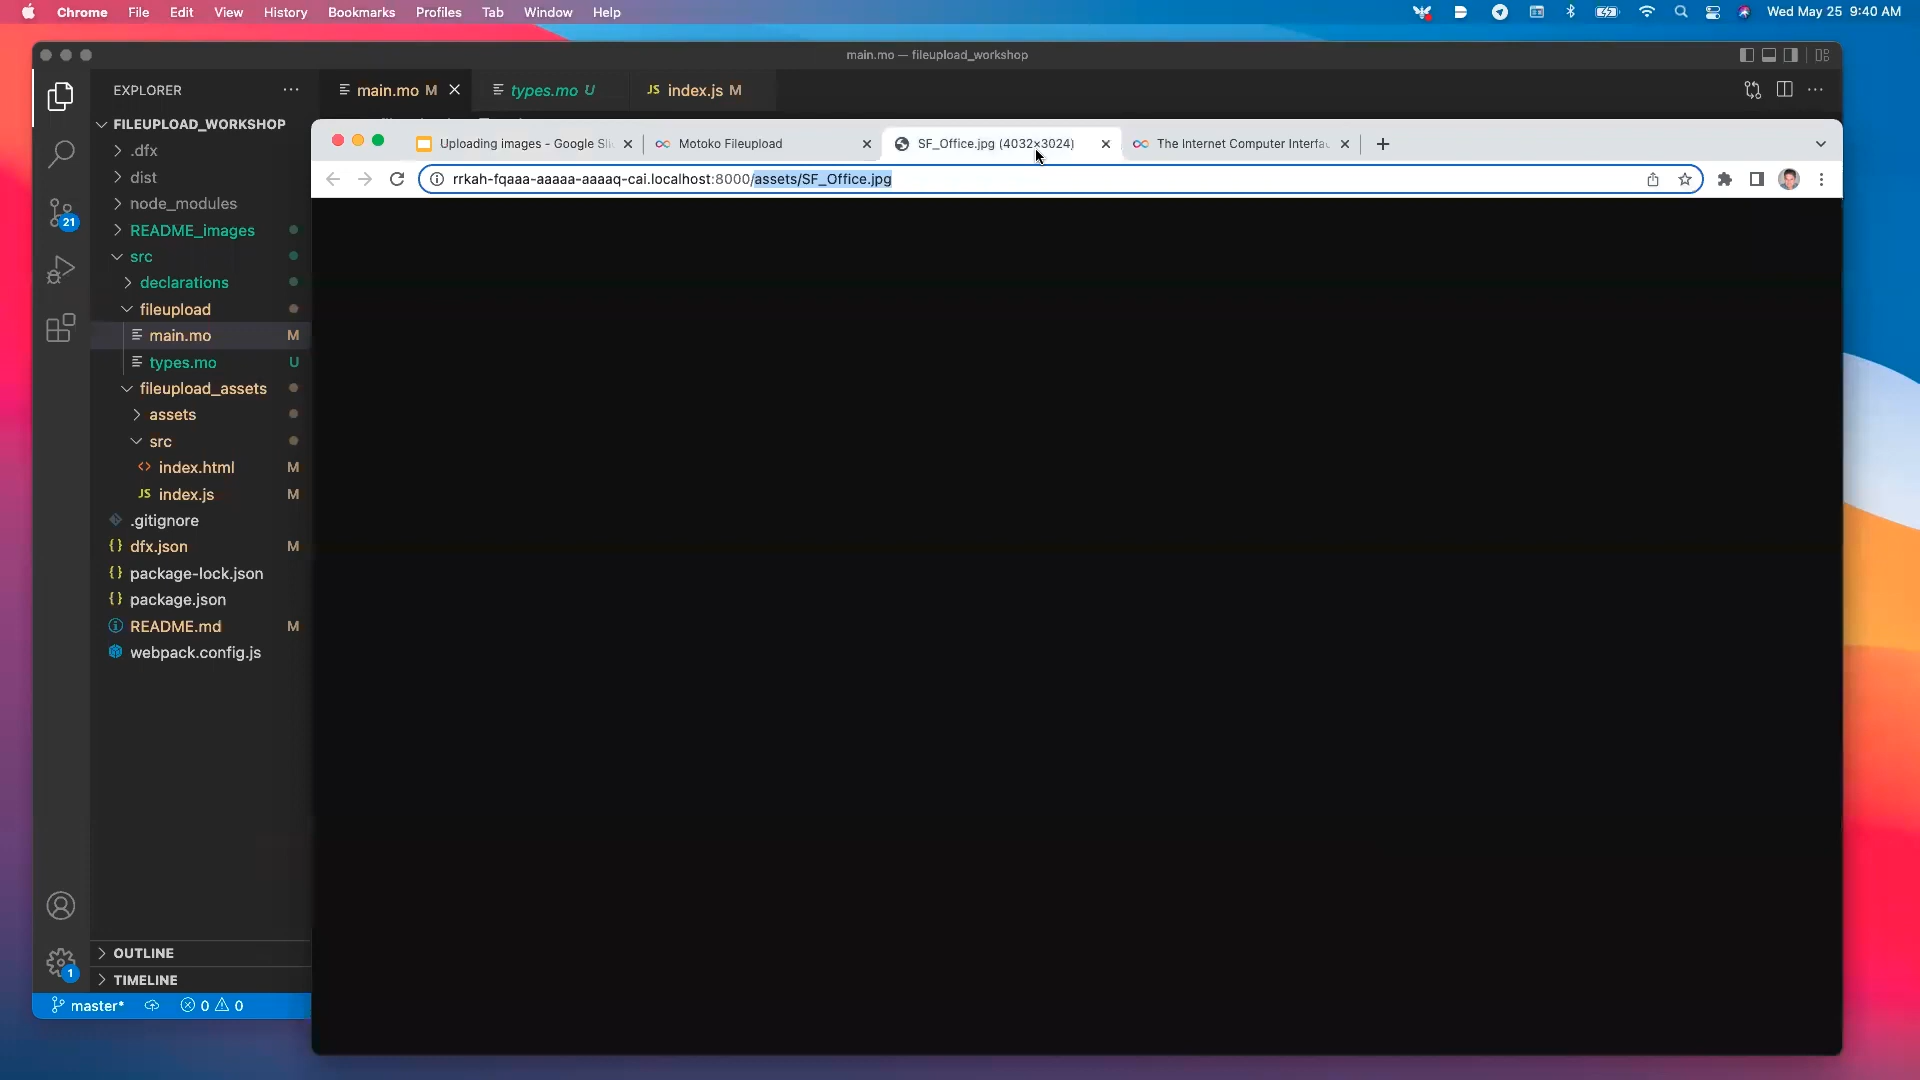 Chrome File Edit View History Bookmarks Profiles Tab Window Help Wed May 25 9:40 AM
main.mo — fileupload_workshop
EXPLORER
main.mo M
types.mo U
JS index.js M
FILEUPLOAD_WORKSHOP
.dfx
dist
node_modules
README_images
src
declarations
fileupload
main.mo M
types.mo U
fileupload_assets
assets
src
index.html M
JS index.js M
.gitignore
dfx.json M
package-lock.json
package.json
README.md M
webpack.config.js
21
OUTLINE
TIMELINE
1
master* 0 0
Uploading images - Google Sli
Motoko Fileupload
SF_Office.jpg (4032×3024)
The Internet Computer Interfa
rrkah-fqaaa-aaaaa-aaaaq-cai.localhost:8000/assets/SF_Office.jpg